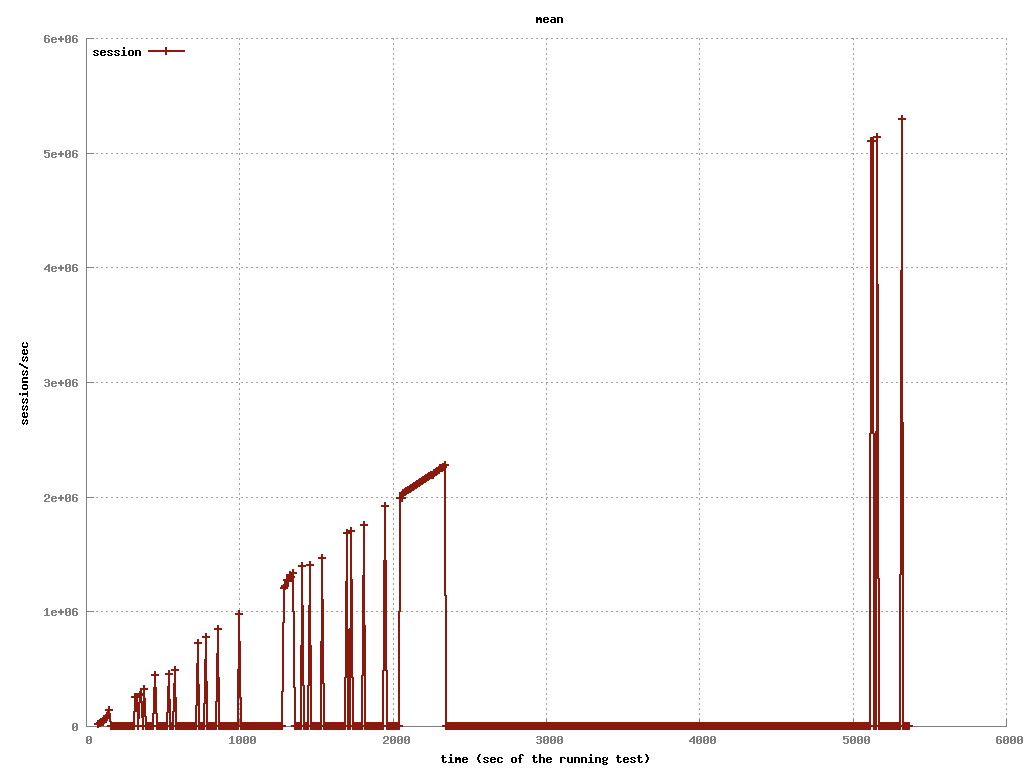 mean
6e+06
session
5e+06
4e+06
3e+06
sessions/sec
2e+06
1e+06
0
0 1000 2000 3000 4000 5000 6000
time (sec of the running test)